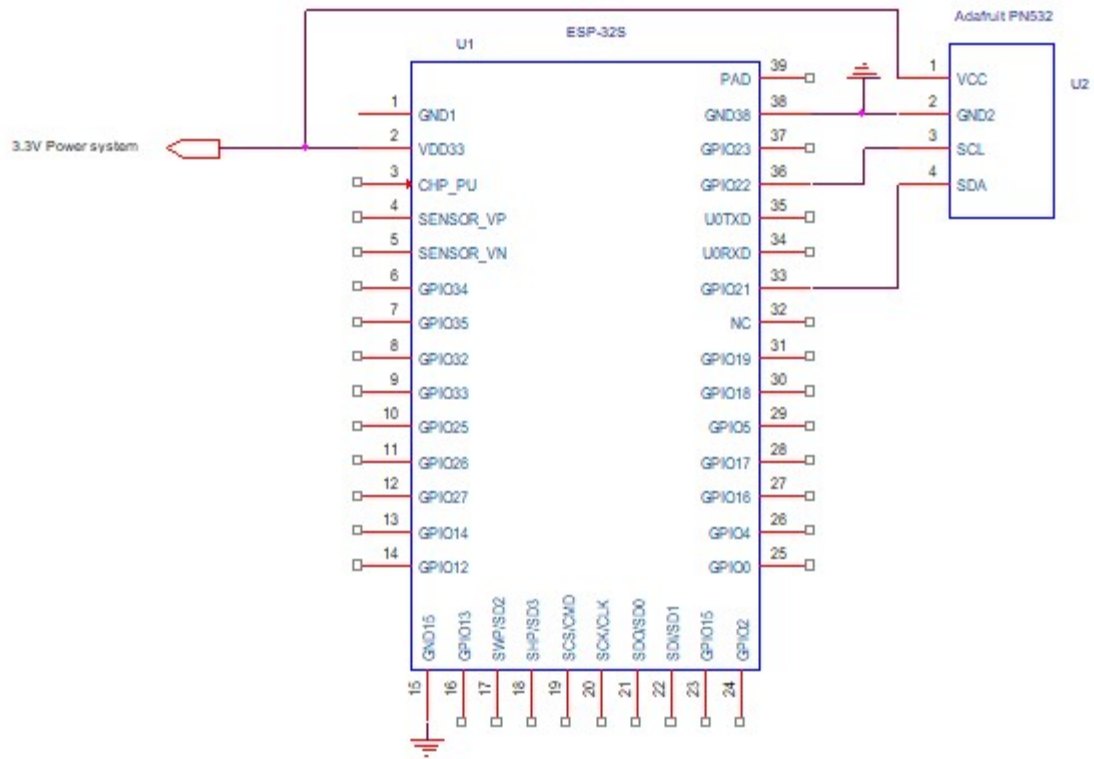 Adafruit PN532
ESP-32S
U1
U2
39 PAD
1 VCC
1 GND1
38 GND38
2 GND2
3.3V Power system
2 VDD33
37 GPIO23
3 SCL
3 CHP_PU
36 GPIO22
4 SDA
4 SENSOR_VP
35 U0TXD
5 SENSOR_VN
34 U0RXD
6 GPIO34
33 GPIO21
7 GPIO35
32 NC
8 GPIO32
31 GPIO19
9 GPIO33
30 GPIO18
10 GPIO25
29 GPIO5
11 GPIO26
28 GPIO17
12 GPIO27
27 GPIO16
13 GPIO14
26 GPIO4
14 GPIO12
25 GPIO0
GND15 15
GPIO13 16
SWP/SD2 17
SHP/SD3 18
SCS/CMD 19
SCK/CLK 20
SDO/SD0 21
SDI/SD1 22
GPIO15 23
GPIO2 24